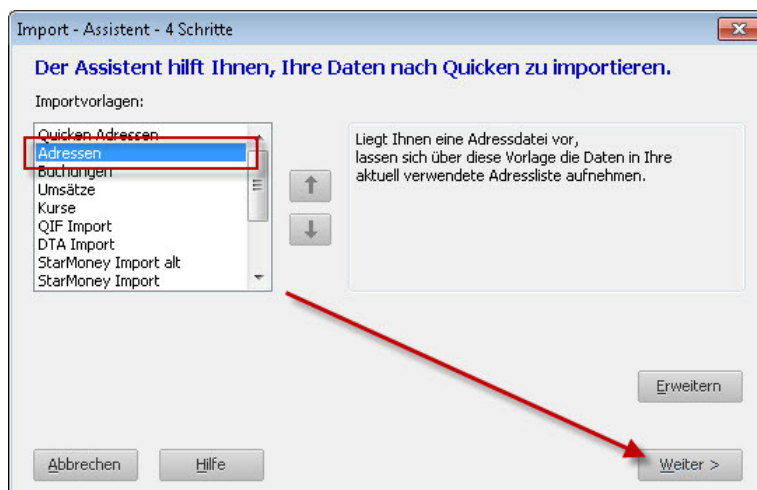 Import - Assistent - 4 Schritte
Der Assistent hilft Ihnen, Ihre Daten nach Quicken zu importieren.
Importvorlagen:
Quicken Adressen
Adressen
Buchungen
Umsätze
Kurse
QIF Import
DTA Import
StarMoney Import alt
StarMoney Import
Liegt Ihnen eine Adressdatei vor,
lassen sich über diese Vorlage die Daten in Ihre
aktuell verwendete Adressliste aufnehmen.
Erweitern
Abbrechen
Hilfe
Weiter >